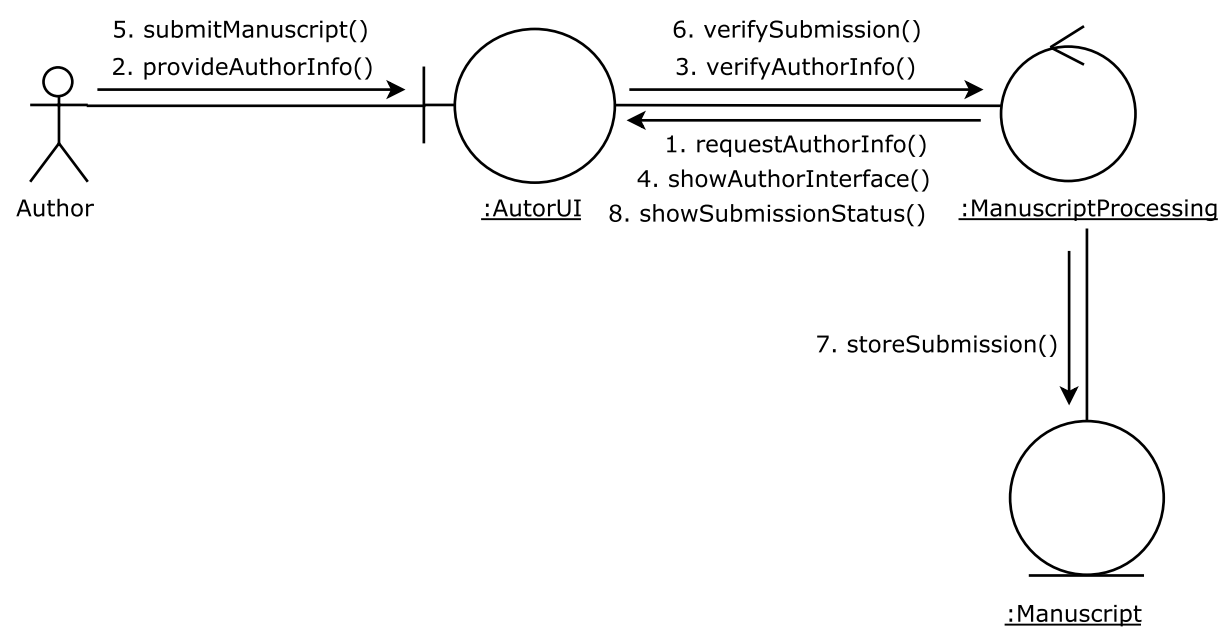 5. submitManuscript()
2. provideAuthorInfo()
6. verifySubmission()
3. verifyAuthorInfo()
1. requestAuthorInfo()
4. showAuthorInterface()
8. showSubmissionStatus()
Author
:AutorUI
:ManuscriptProcessing
7. storeSubmission()
:Manuscript